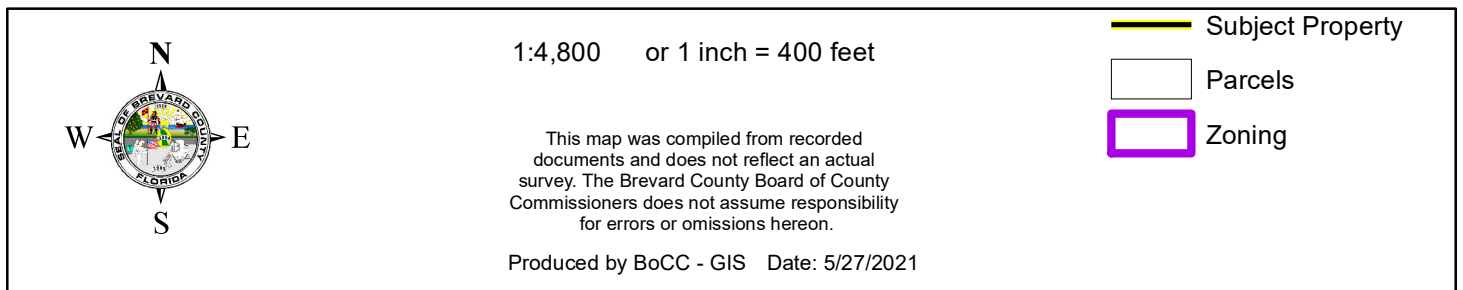 N
W
E
S
SEAL OF BREVARD COUNTY
FLORIDA
1:4,800 or 1 inch = 400 feet
This map was compiled from recorded
documents and does not reflect an actual
survey. The Brevard County Board of County
Commissioners does not assume responsibility
for errors or omissions hereon.
Produced by BoCC - GIS Date: 5/27/2021
Subject Property
Parcels
Zoning